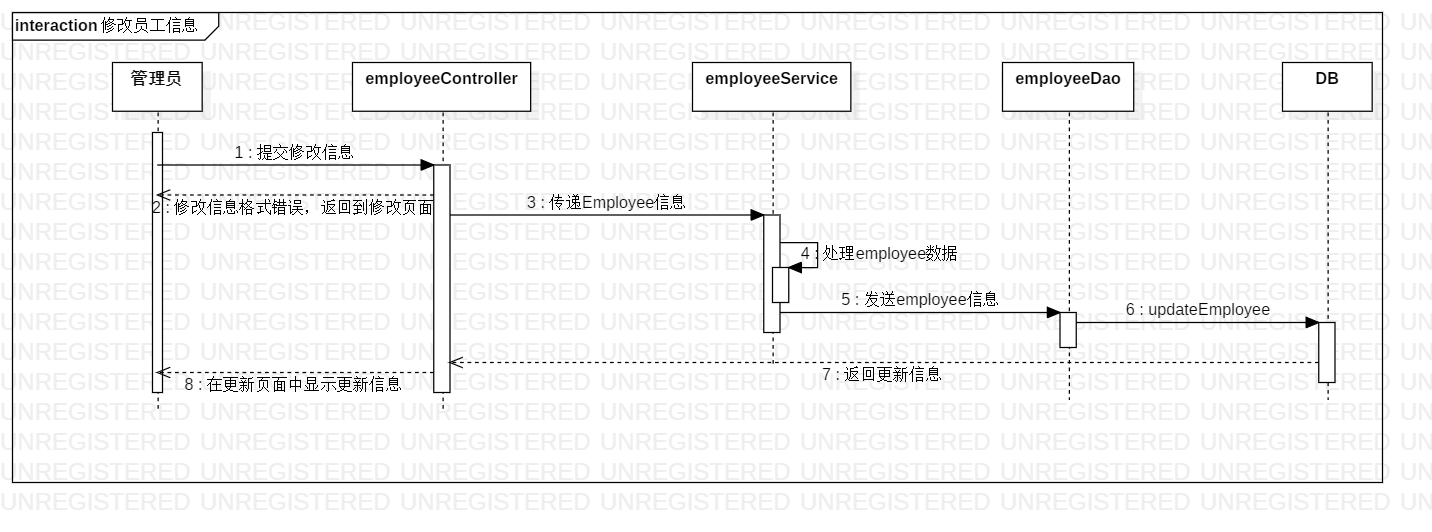 interaction 修改员工信息
管理员
employeeController
employeeService
employeeDao
DB
1 : 提交修改信息
2 : 修改信息格式错误，返回到修改页面
3 : 传递Employee信息
4 : 处理employee数据
5 : 发送employee信息
6 : updateEmployee
7 : 返回更新信息
8 : 在更新页面中显示更新信息
UNREGISTERED